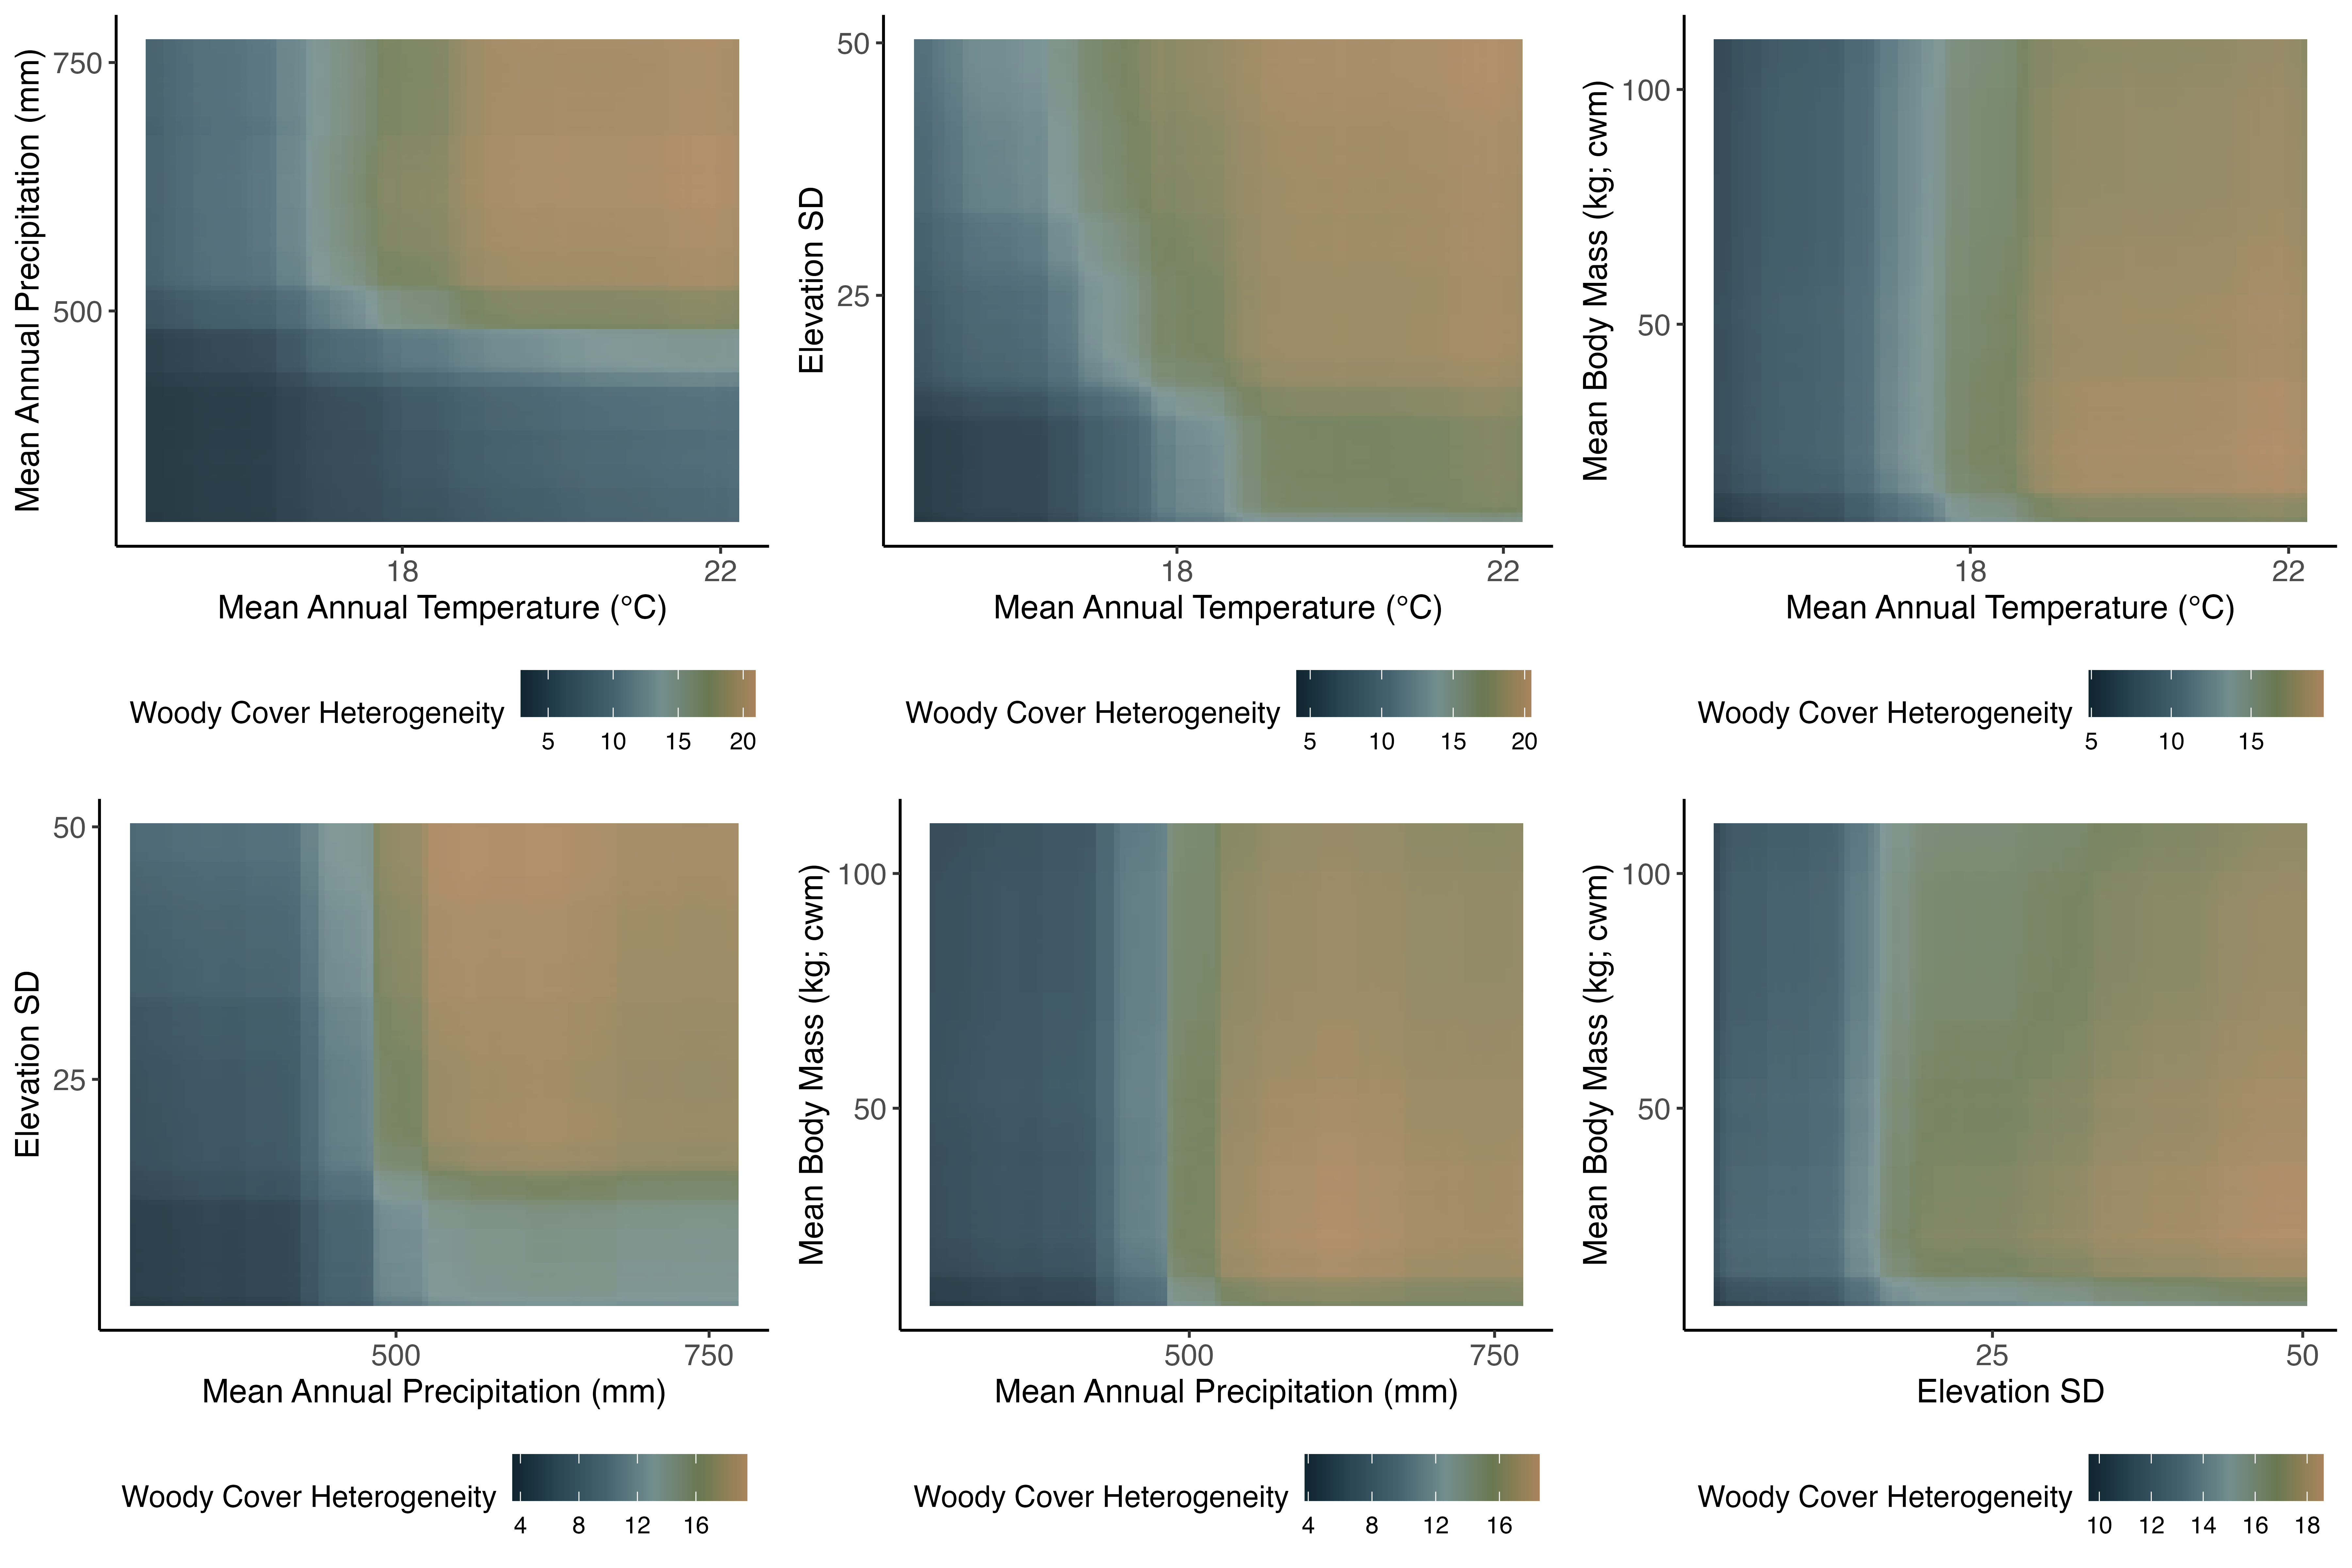 Mean Annual Precipitation (mm)
750
500
18
22
Mean Annual Temperature (°C)
Woody Cover Heterogeneity
5
10
15
20
Elevation SD
50
25
18
22
Mean Annual Temperature (°C)
Woody Cover Heterogeneity
5
10
15
20
Mean Body Mass (kg; cwm)
100
50
18
22
Mean Annual Temperature (°C)
Woody Cover Heterogeneity
5
10
15
Elevation SD
50
25
500
750
Mean Annual Precipitation (mm)
Woody Cover Heterogeneity
4
8
12
16
Mean Body Mass (kg; cwm)
100
50
500
750
Mean Annual Precipitation (mm)
Woody Cover Heterogeneity
4
8
12
16
Mean Body Mass (kg; cwm)
100
50
25
50
Elevation SD
Woody Cover Heterogeneity
10
12
14
16
18